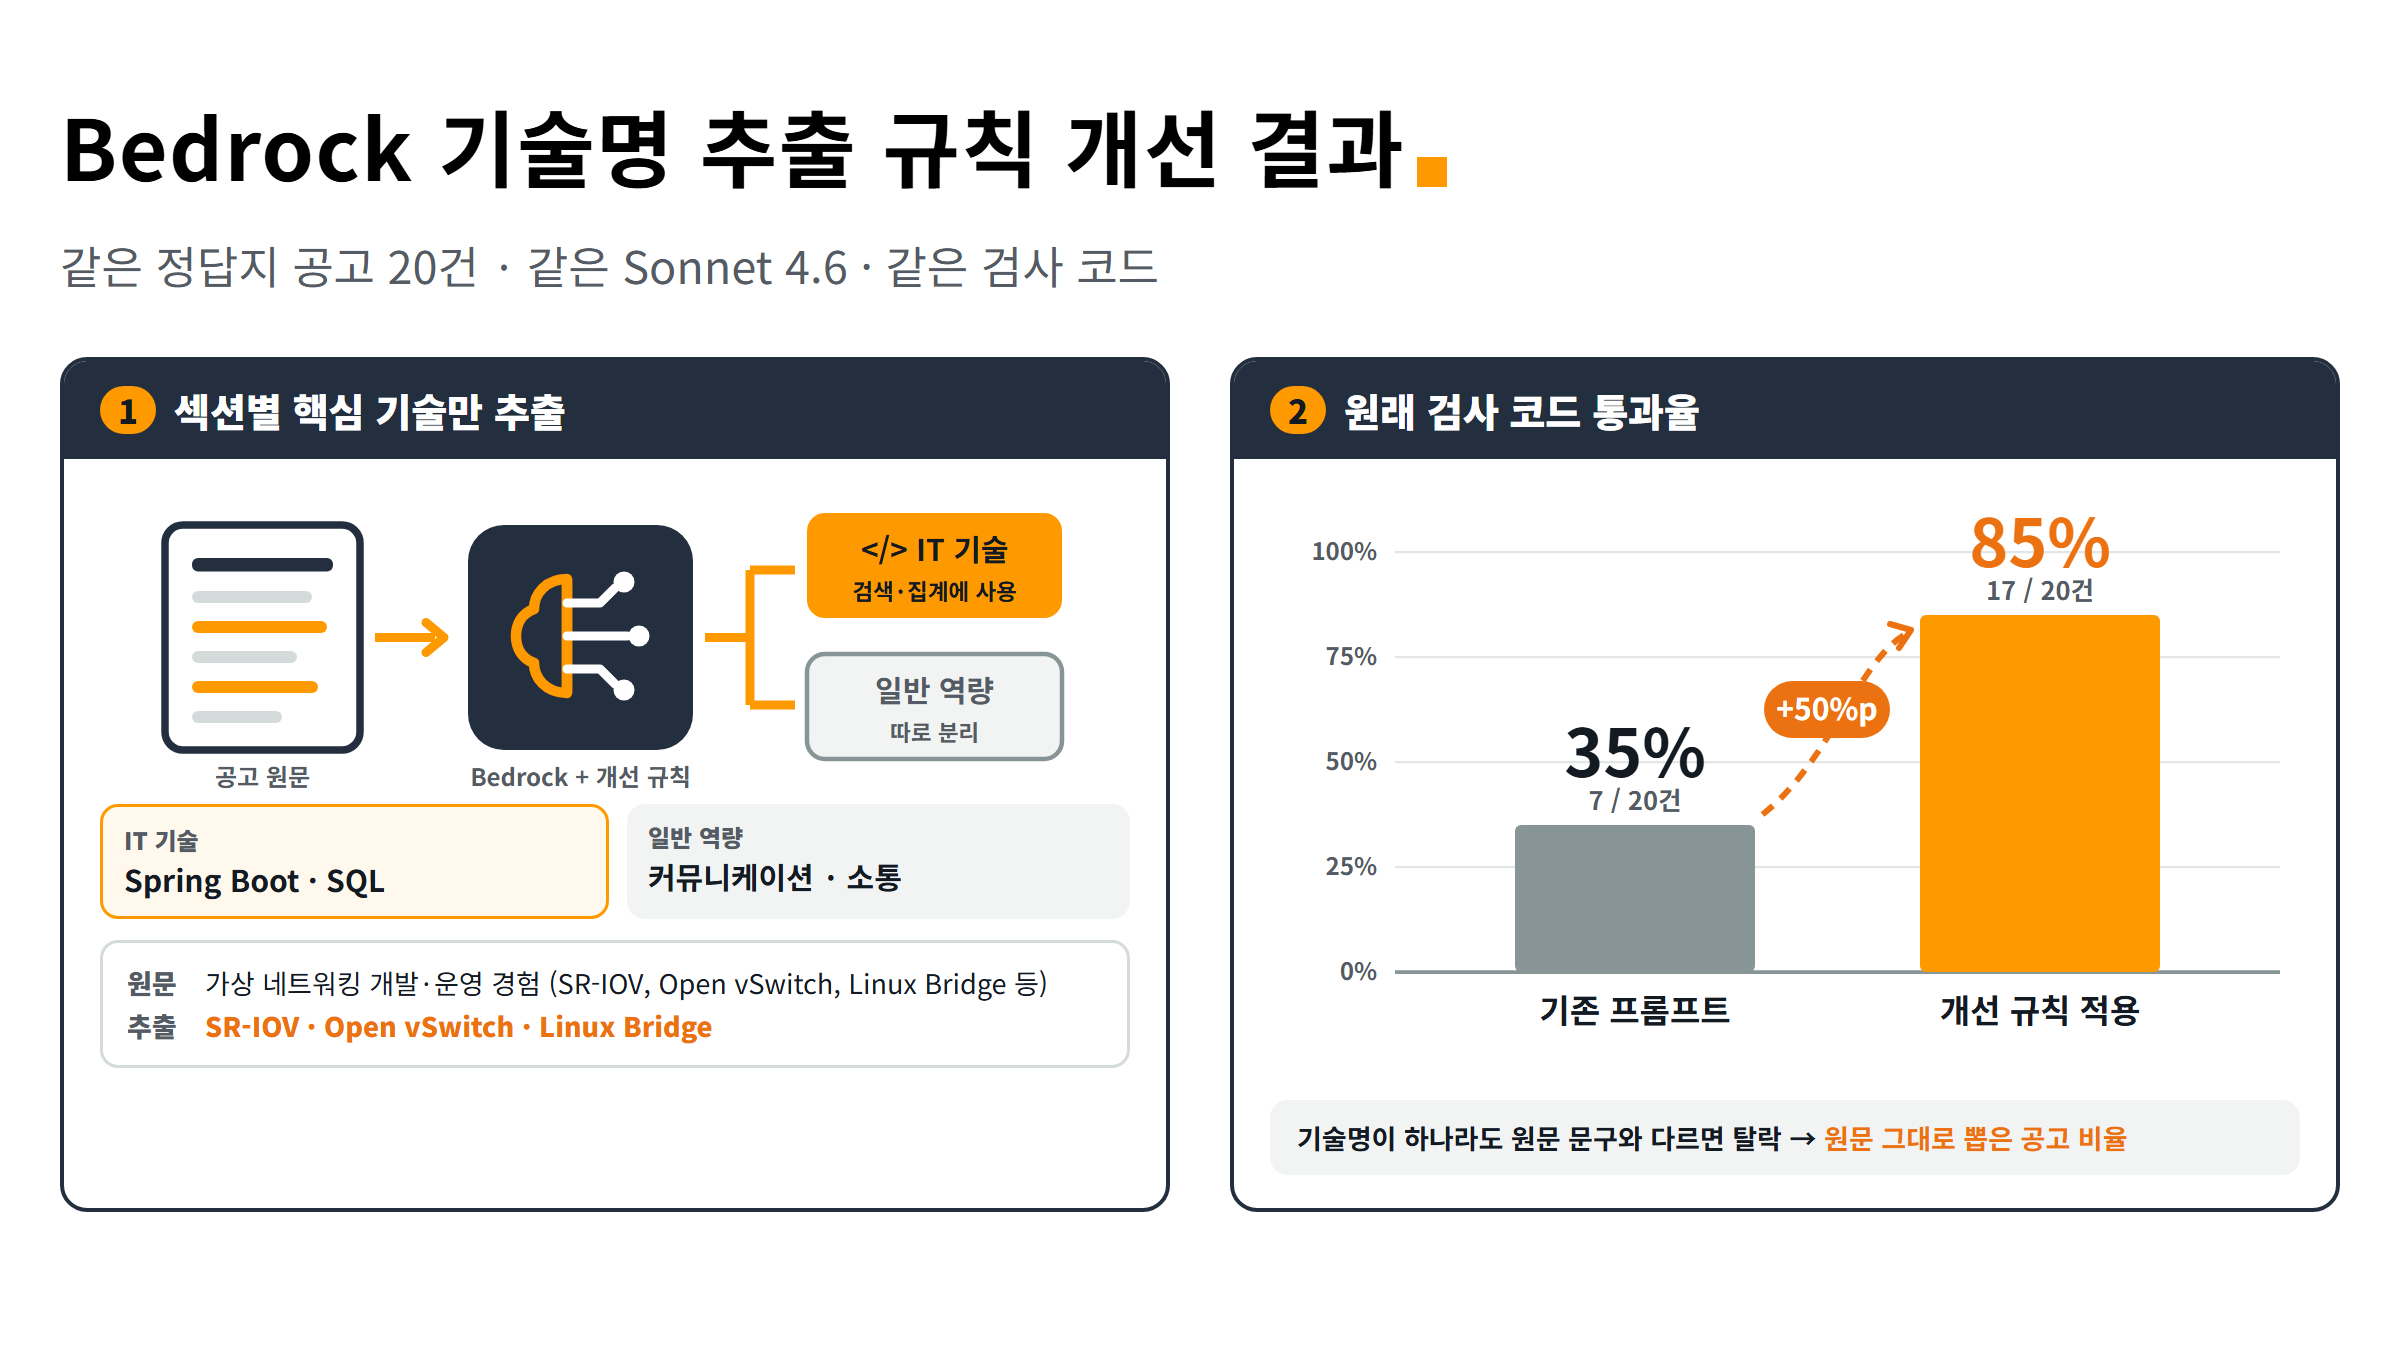 Bedrock 기술명 추출 규칙 개선 결과
같은 정답지 공고 20건 · 같은 Sonnet 4.6 · 같은 검사 코드
1 섹션별 핵심 기술만 추출
공고 원문
Bedrock + 개선 규칙
</> IT 기술
검색·집계에 사용
일반 역량
따로 분리
IT 기술
Spring Boot · SQL
일반 역량
커뮤니케이션 · 소통
원문 가상 네트워킹 개발·운영 경험 (SR-IOV, Open vSwitch, Linux Bridge 등)
추출 SR-IOV · Open vSwitch · Linux Bridge
2 원래 검사 코드 통과율
100%
75%
50%
25%
0%
35%
7 / 20건
+50%p
85%
17 / 20건
기존 프롬프트
개선 규칙 적용
기술명이 하나라도 원문 문구와 다르면 탈락 → 원문 그대로 뽑은 공고 비율